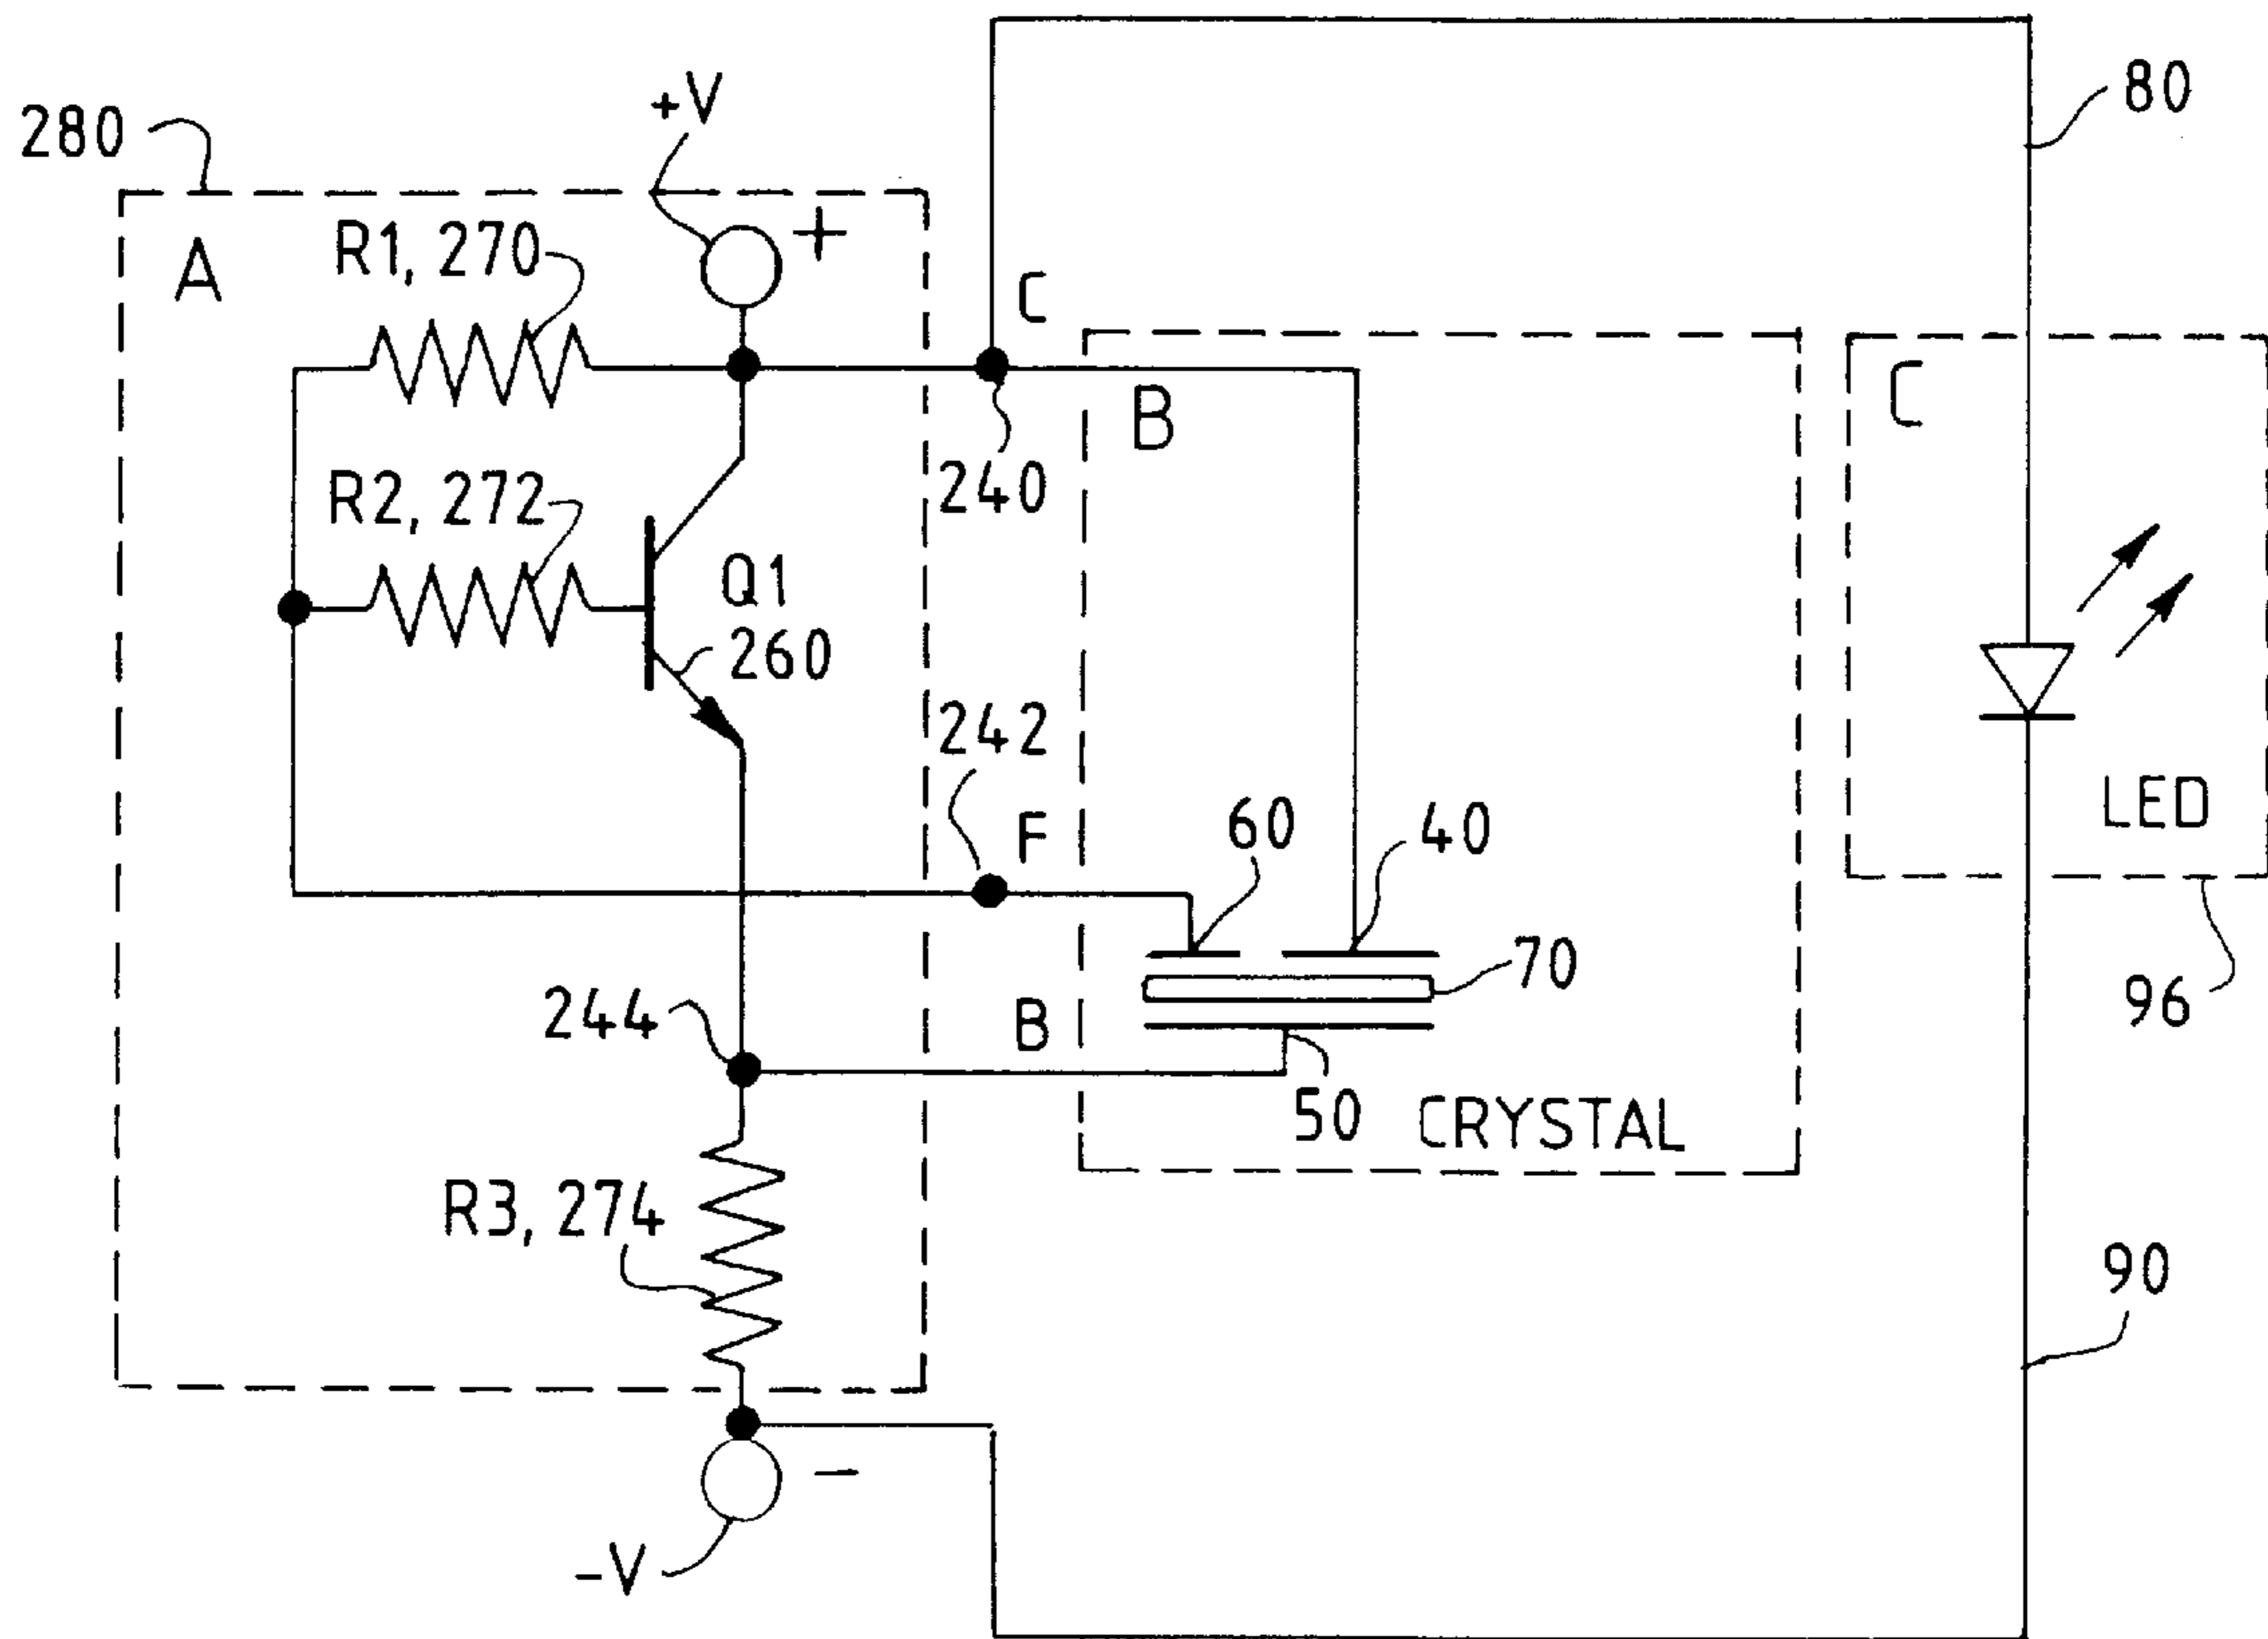 80
+V
280
+
R1, 270
A
C
B
C
240
R2, 272
Q1
260
242
LED
60
40
F
70
244
B
96
50
CRYSTAL
R3, 274
90
-
-V